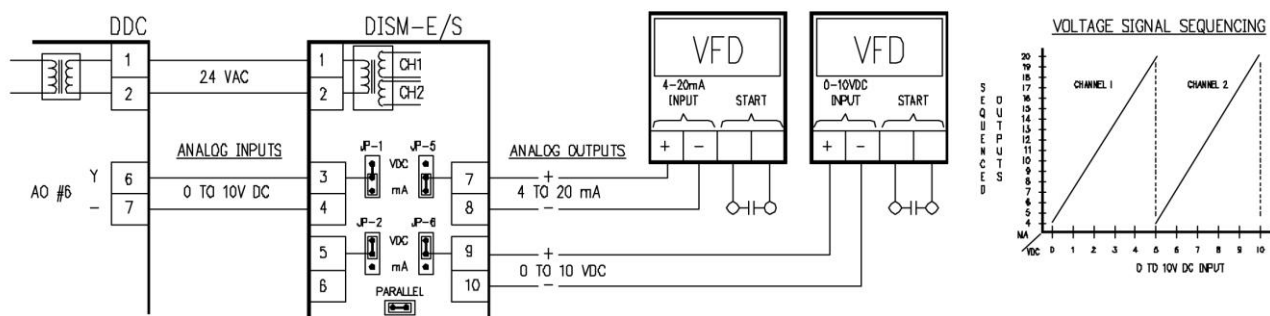 DDC
1
2
24 VAC
AO #6
Y
-
6
7
ANALOG INPUTS
0 TO 10V DC
DISM-E/S
1
2
CH1
CH2
3
4
5
6
JP-1
VDC
mA
JP-5
JP-2
VDC
mA
JP-6
PARALLEL
7
8
9
10
ANALOG OUTPUTS
+
4 TO 20 mA
-
+
0 TO 10 VDC
-
VFD
4-20mA
INPUT
START
+
-
VFD
0-10VDC
INPUT
START
+
-
VOLTAGE SIGNAL SEQUENCING
SEQUENCED
OUTPUTS
20
19
18
17
16
15
14
13
12
11
10
9
8
7
6
5
4
MA
VDC
CHANNEL 1
CHANNEL 2
0 1 2 3 4 5 6 7 8 9 10
0 TO 10V DC INPUT